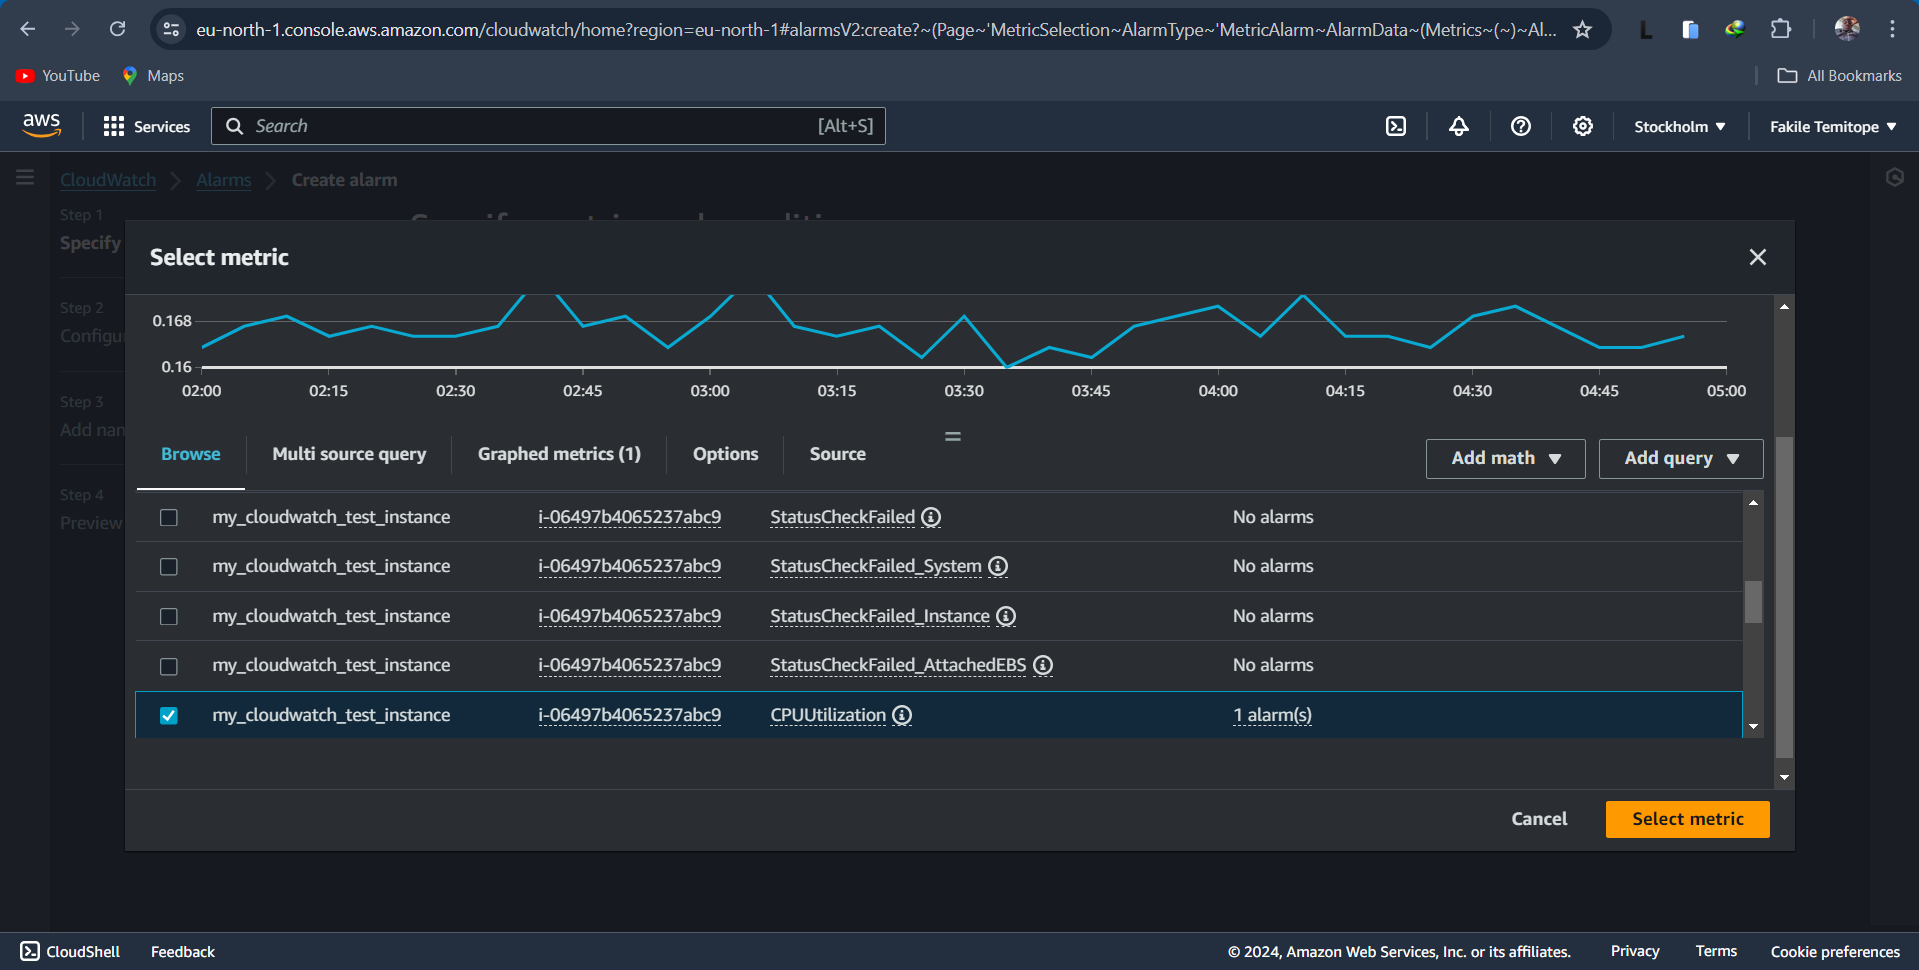 eu-north-1.console.aws.amazon.com/cloudwatch/home?region=eu-north-1#alarmsV2:create?~(Page~'MetricSelection~AlarmType~'MetricAlarm~AlarmData~(Metrics~(~)~Al...
YouTube Maps All Bookmarks
aws Services Search [Alt+S] Stockholm Fakile Temitope
CloudWatch Alarms Create alarm
Step 1
Specify
Select metric
Step 2
Configu
Step 3
Add nan
Step 4
Preview
0.168
0.16
02:00 02:15 02:30 02:45 03:00 03:15 03:30 03:45 04:00 04:15 04:30 04:45 05:00
Browse Multi source query Graphed metrics (1) Options Source Add math Add query
my_cloudwatch_test_instance i-06497b4065237abc9 StatusCheckFailed No alarms
my_cloudwatch_test_instance i-06497b4065237abc9 StatusCheckFailed_System No alarms
my_cloudwatch_test_instance i-06497b4065237abc9 StatusCheckFailed_Instance No alarms
my_cloudwatch_test_instance i-06497b4065237abc9 StatusCheckFailed_AttachedEBS No alarms
my_cloudwatch_test_instance i-06497b4065237abc9 CPUUtilization 1 alarm(s)
Cancel Select metric
CloudShell Feedback © 2024, Amazon Web Services, Inc. or its affiliates. Privacy Terms Cookie preferences